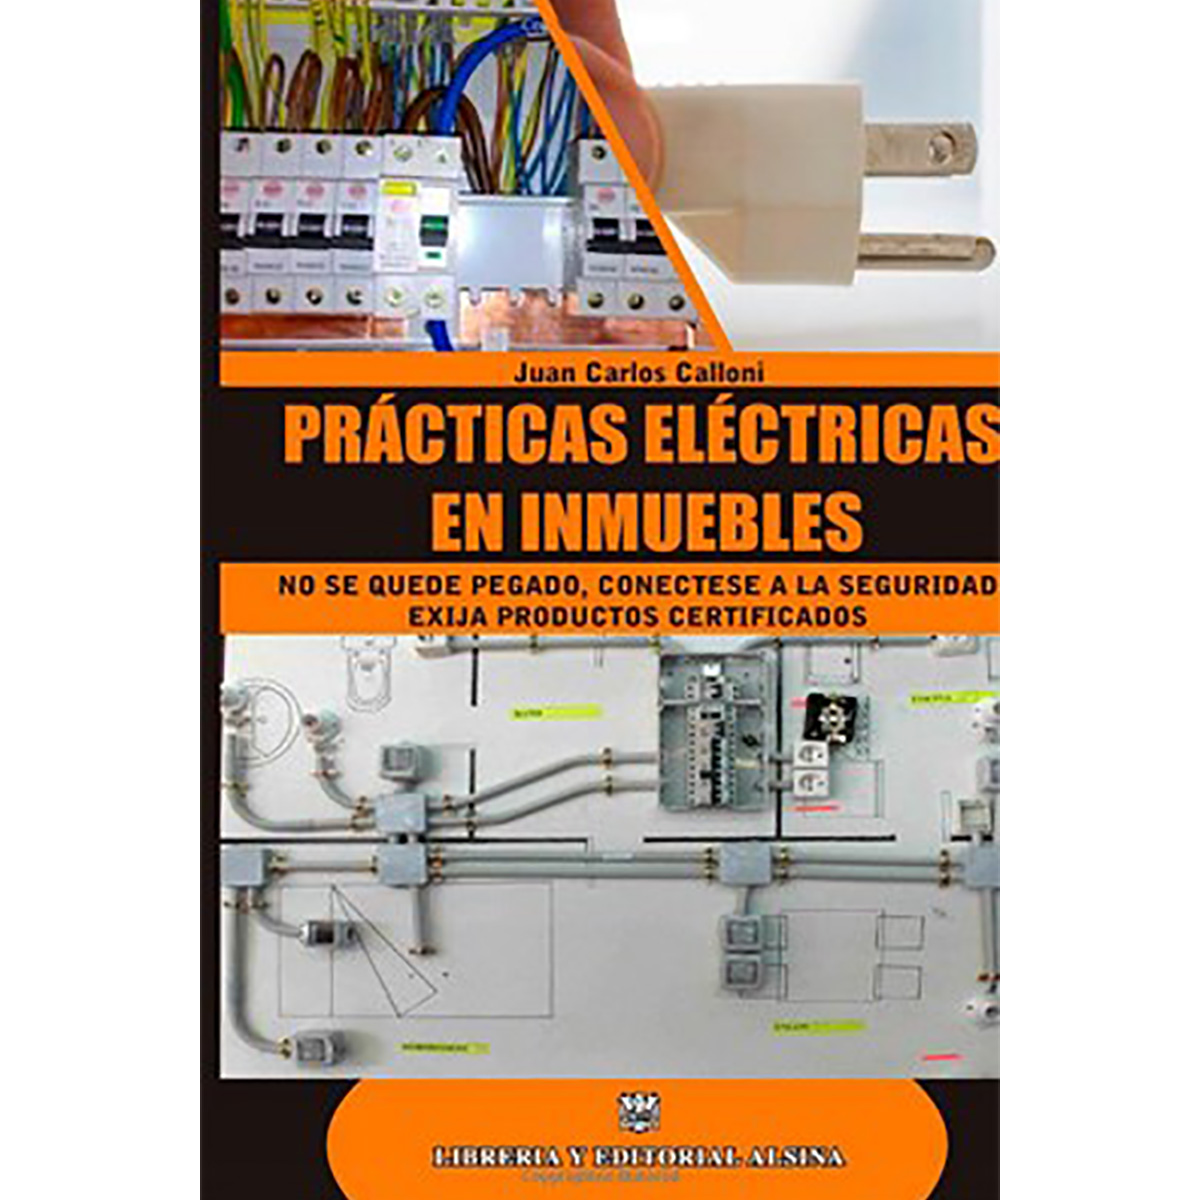 Juan Carlos Calloni
PRÁCTICAS ELÉCTRICAS
EN INMUEBLES
NO SE QUEDE PEGADO, CONECTESE A LA SEGURIDAD
EXIJA PRODUCTOS CERTIFICADOS
LIBRERIA Y EDITORIAL ALSINA